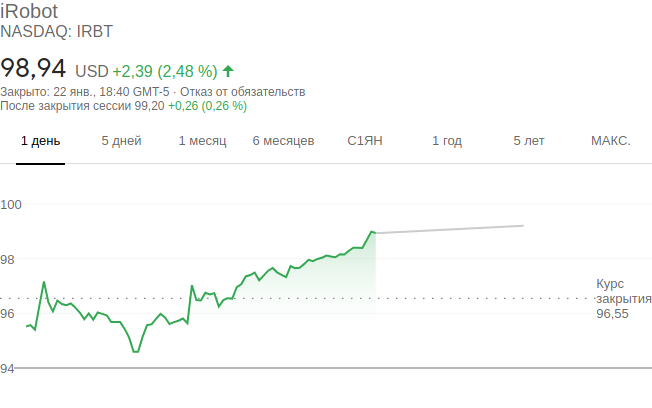 iRobot
NASDAQ: IRBT
98,94 USD +2,39 (2,48 %)
Закрыто: 22 янв., 18:40 GMT-5 · Отказ от обязательств
После закрытия сессии 99,20 +0,26 (0,26 %)
1 день 5 дней 1 месяц 6 месяцев С1ЯН 1 год 5 лет МАКС.
100
98
Курс
закрытия
96,55
96
94